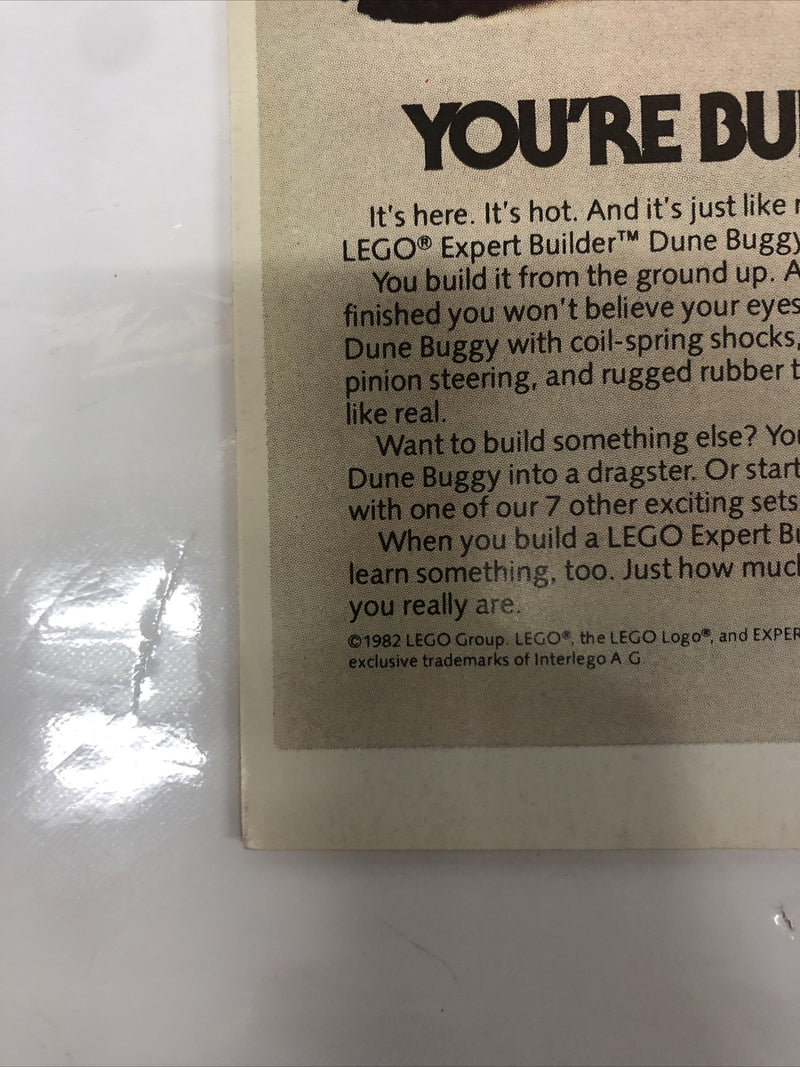 YOU'RE BU
It's here. It's hot. And it's just like
LEGO® Expert Builder™ Dune Buggy
You build it from the ground up. A
finished you won't believe your eyes
Dune Buggy with coil-spring shocks,
pinion steering, and rugged rubber t
like real.
Want to build something else? You
Dune Buggy into a dragster. Or start
with one of our 7 other exciting sets
When you build a LEGO Expert Bu
learn something, too. Just how much
you really are.
©1982 LEGO Group. LEGO®, the LEGO Logo®, and EXPER
exclusive trademarks of Interlego A.G.